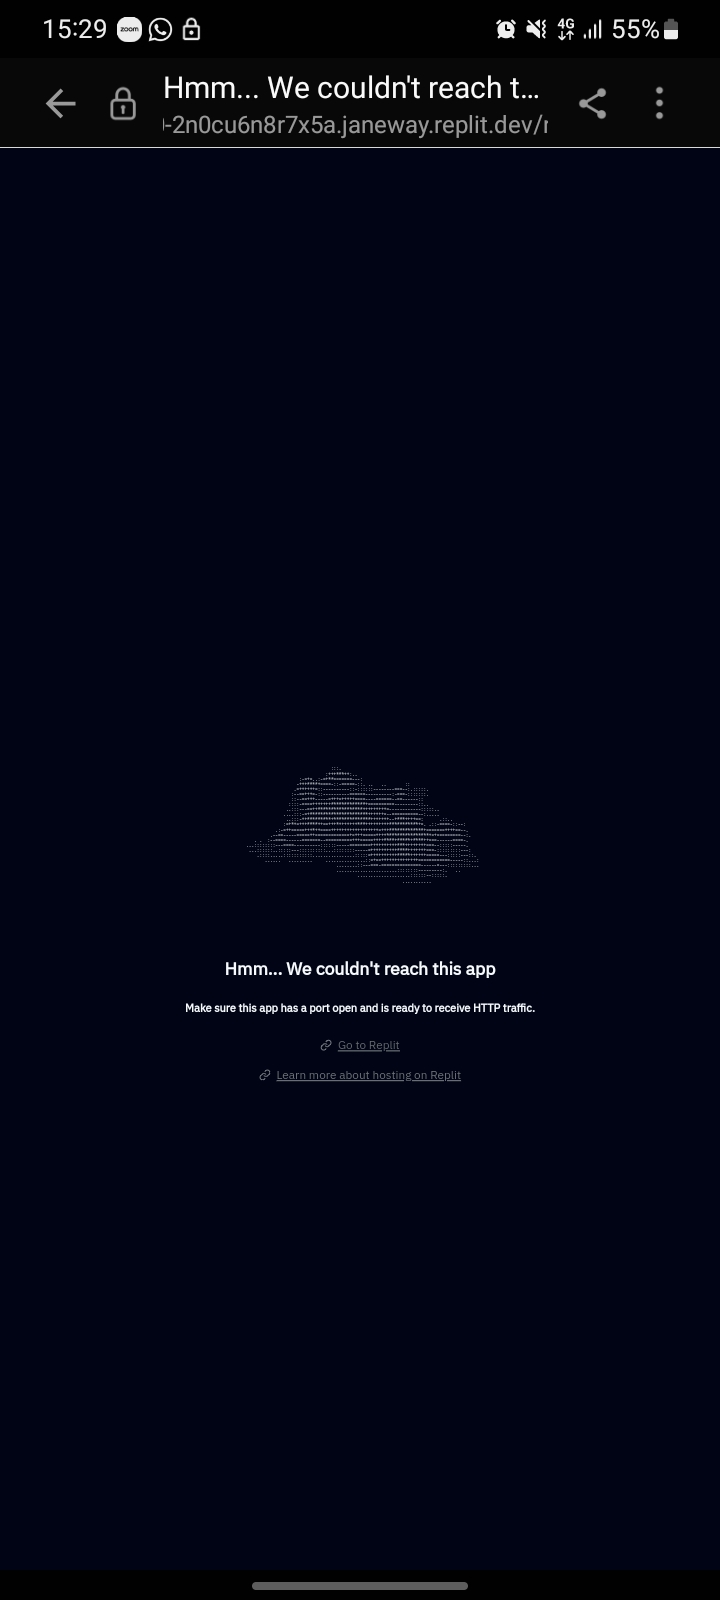 15:29 zoom 4G 55%
Hmm... We couldn't reach t...
-2n0cu6n8r7x5a.janeway.replit.dev/r
Hmm... We couldn't reach this app
Make sure this app has a port open and is ready to receive HTTP traffic.
Go to Replit
Learn more about hosting on Replit